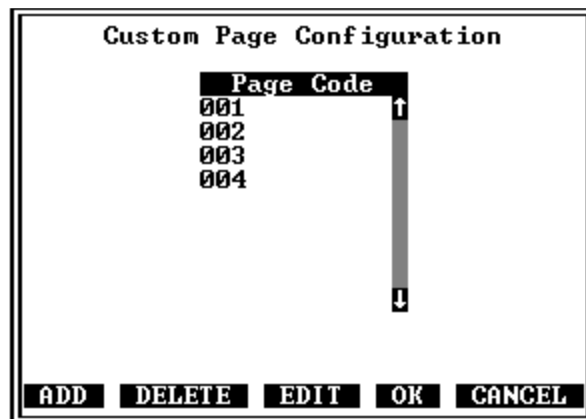 Custom Page Configuration
Page Code
001
002
003
004
ADD DELETE EDIT OK CANCEL